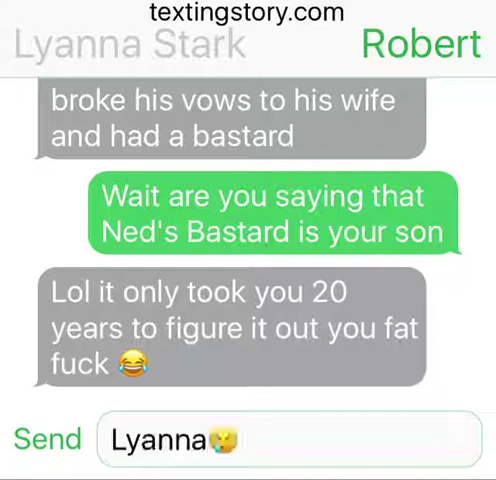 textingstory.com
Lyanna Stark
Robert
broke his vows to his wife
and had a bastard
Wait are you saying that
Ned's Bastard is your son
Lol it only took you 20
years to figure it out you fat
fuck 😂
Send
Lyanna🥺